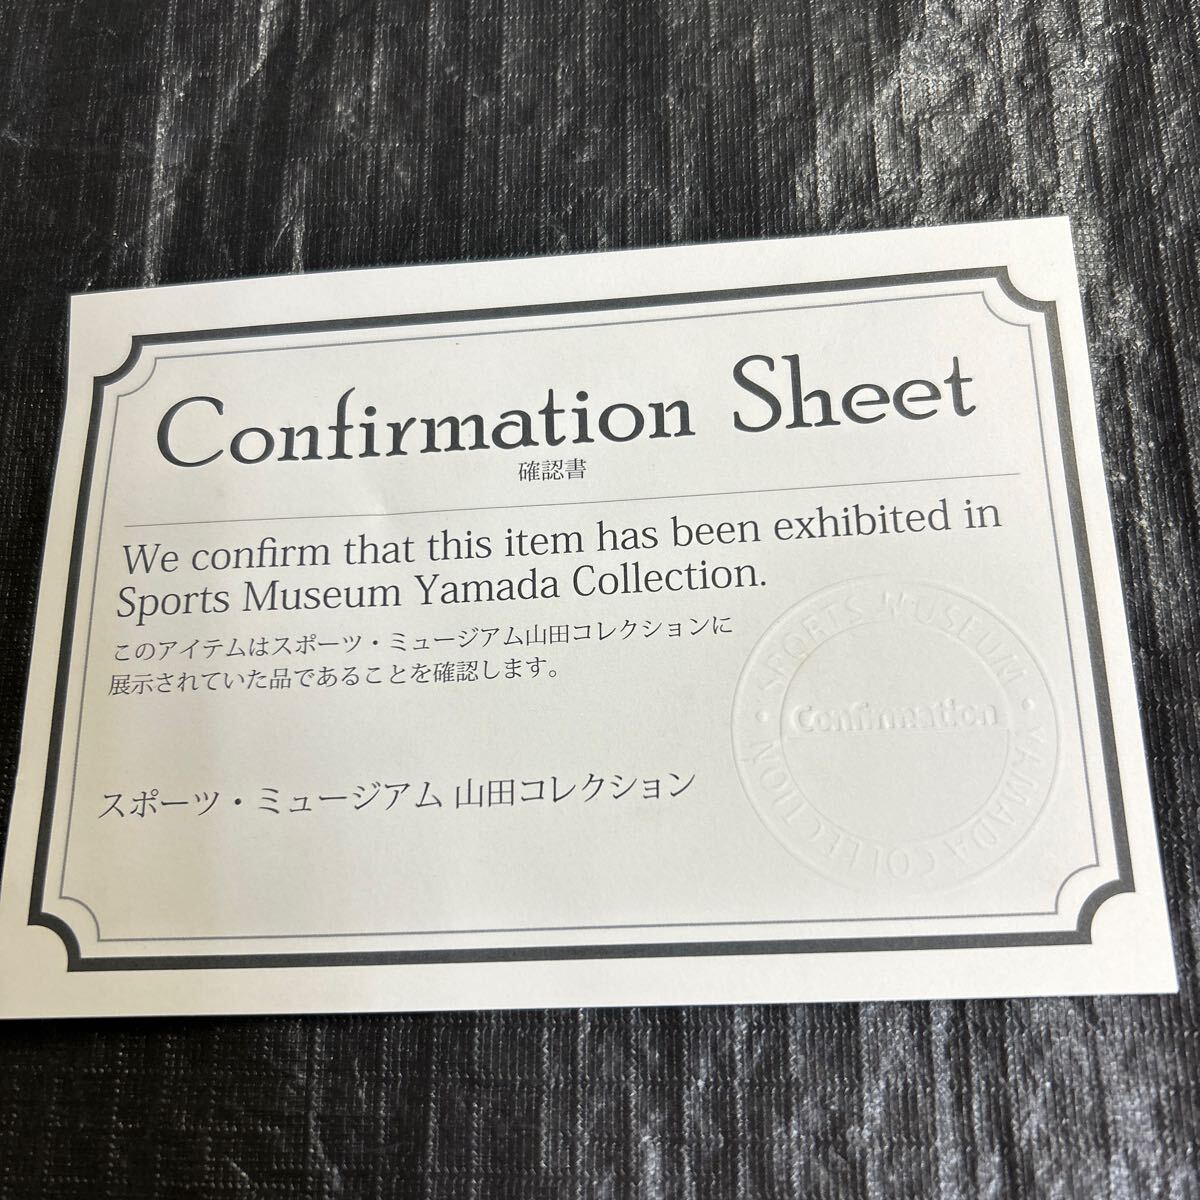 Confirmation Sheet
確認書
We confirm that this item has been exhibited in
Sports Museum Yamada Collection.
このアイテムはスポーツ・ミュージアム山田コレクションに
展示されていた品であることを確認します。
スポーツ・ミュージアム 山田コレクション
SPORTS MUSEUM • YAMADA COLLECTION •
Confirmation